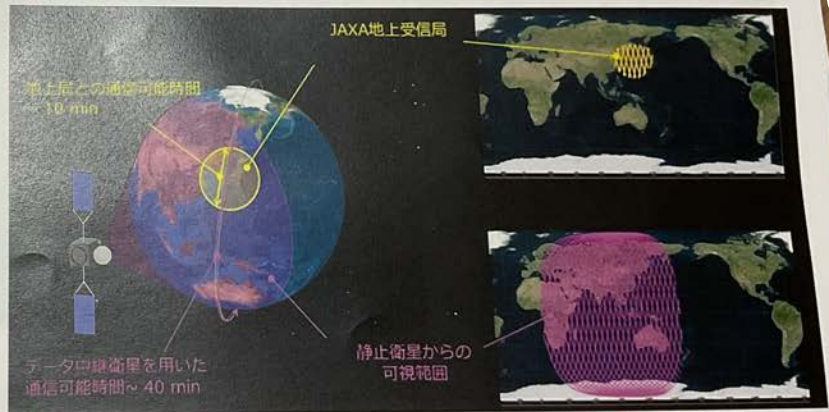 JAXA地上受信局
地上局との通信可能時間
~10 min
データ中継衛星を用いた
通信可能時間~ 40 min
静止衛星からの
可視範囲